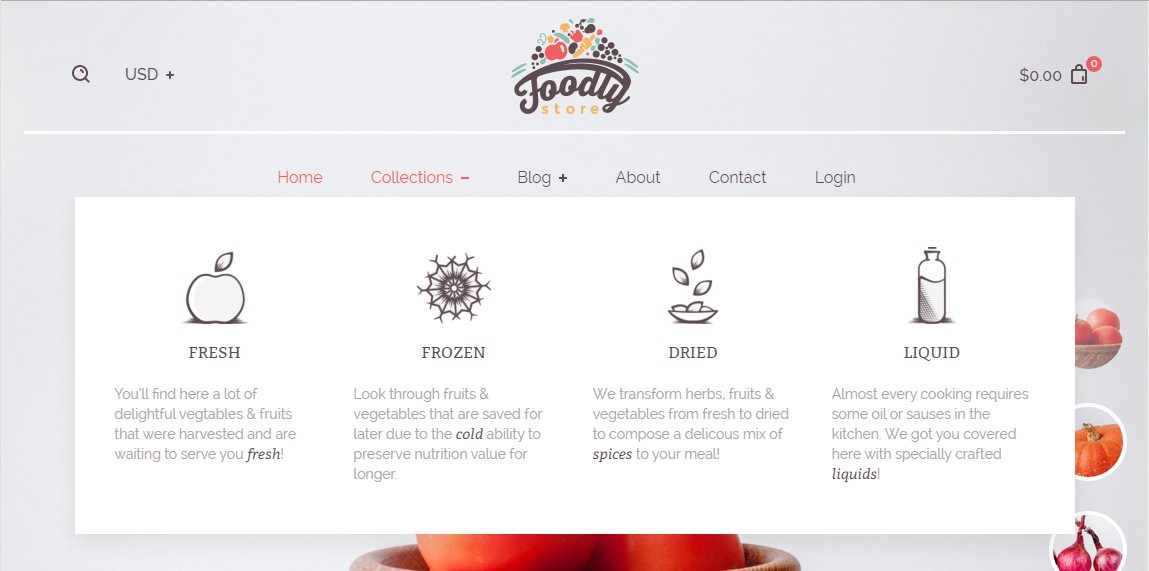 USD +
Foodly
store
$0.00
0
Home Collections − Blog + About Contact Login
FRESH
You'll find here a lot of
delightful vegtables & fruits
that were harvested and are
waiting to serve you fresh!
FROZEN
Look through fruits &
vegetables that are saved for
later due to the cold ability to
preserve nutrition value for
longer.
DRIED
We transform herbs, fruits &
vegetables from fresh to dried
to compose a delicous mix of
spices to your meal!
LIQUID
Almost every cooking requires
some oil or sauses in the
kitchen. We got you covered
here with specially crafted
liquids!